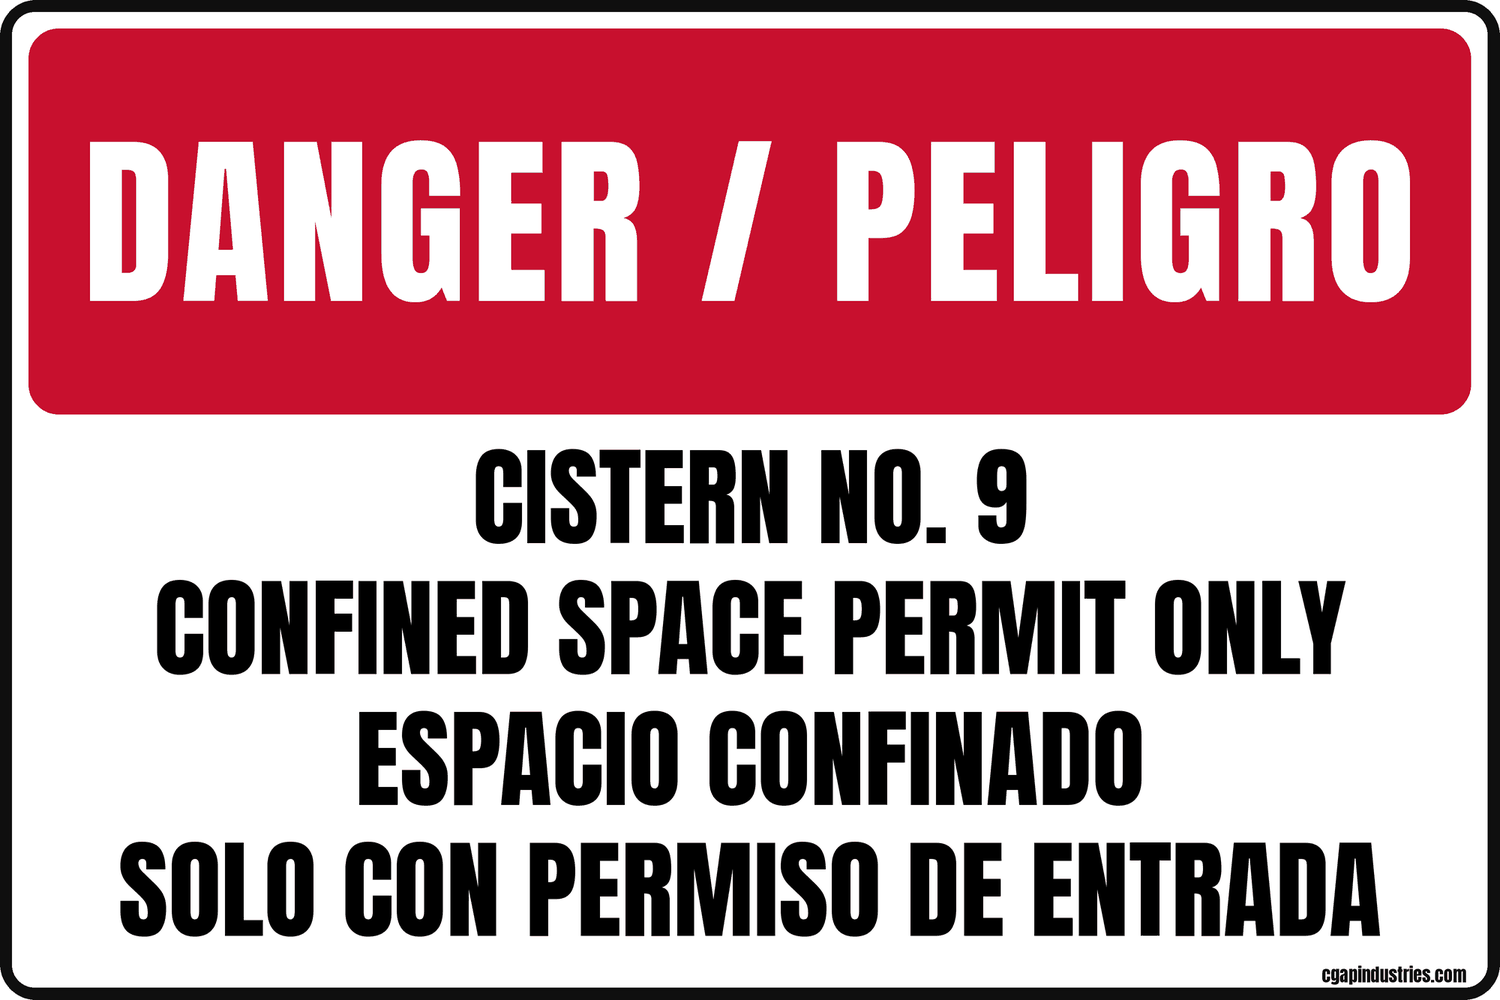 DANGER / PELIGRO
CISTERN NO. 9
CONFINED SPACE PERMIT ONLY
ESPACIO CONFINADO
SOLO CON PERMISO DE ENTRADA
cgapindustries.com